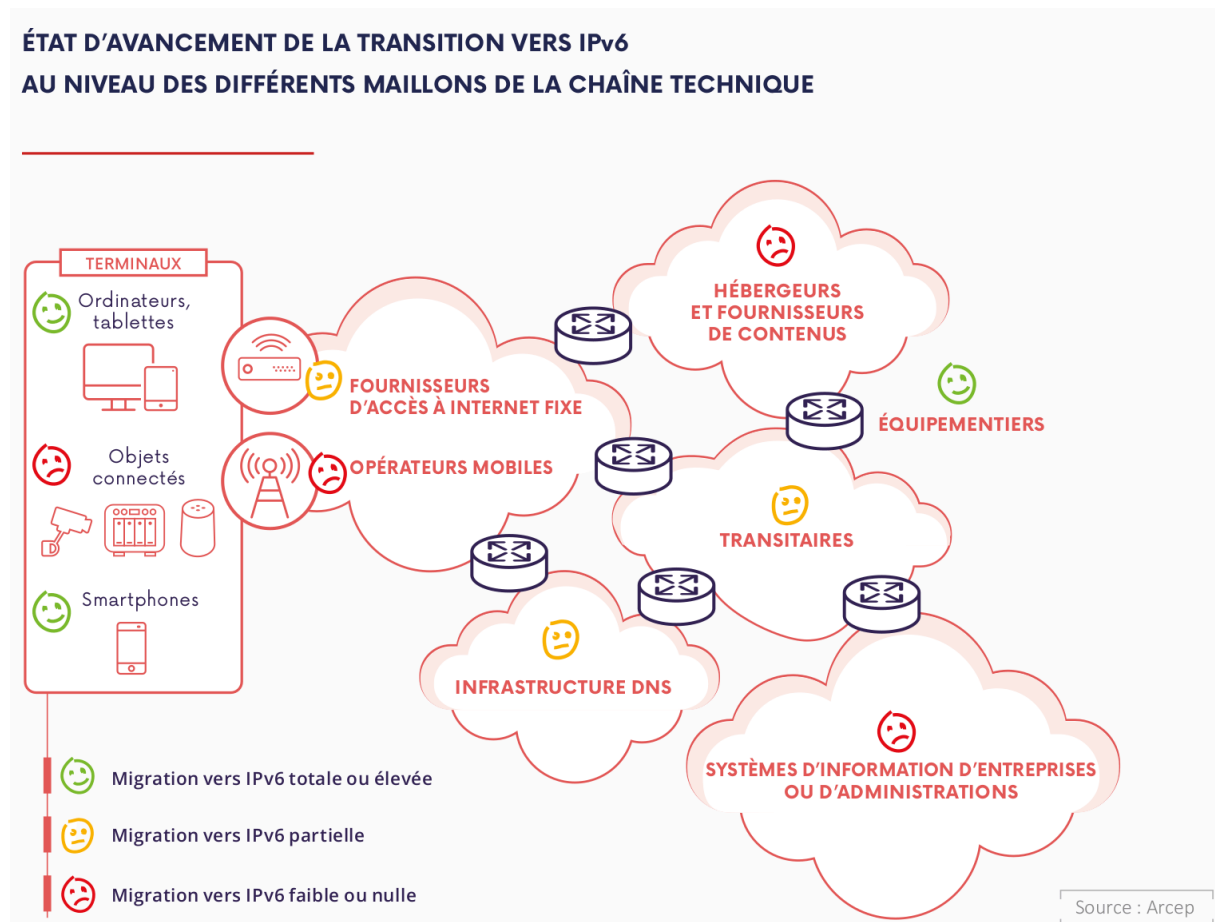 ÉTAT D’AVANCEMENT DE LA TRANSITION VERS IPv6
AU NIVEAU DES DIFFÉRENTS MAILLONS DE LA CHAÎNE TECHNIQUE
TERMINAUX
Ordinateurs,
tablettes
Objets
connectés
Smartphones
FOURNISSEURS
D’ACCÈS À INTERNET FIXE
OPÉRATEURS MOBILES
HÉBERGEURS
ET FOURNISSEURS
DE CONTENUS
ÉQUIPEMENTIERS
TRANSITAIRES
INFRASTRUCTURE DNS
SYSTÈMES D’INFORMATION D’ENTREPRISES
OU D’ADMINISTRATIONS
Migration vers IPv6 totale ou élevée
Migration vers IPv6 partielle
Migration vers IPv6 faible ou nulle
Source : Arcep